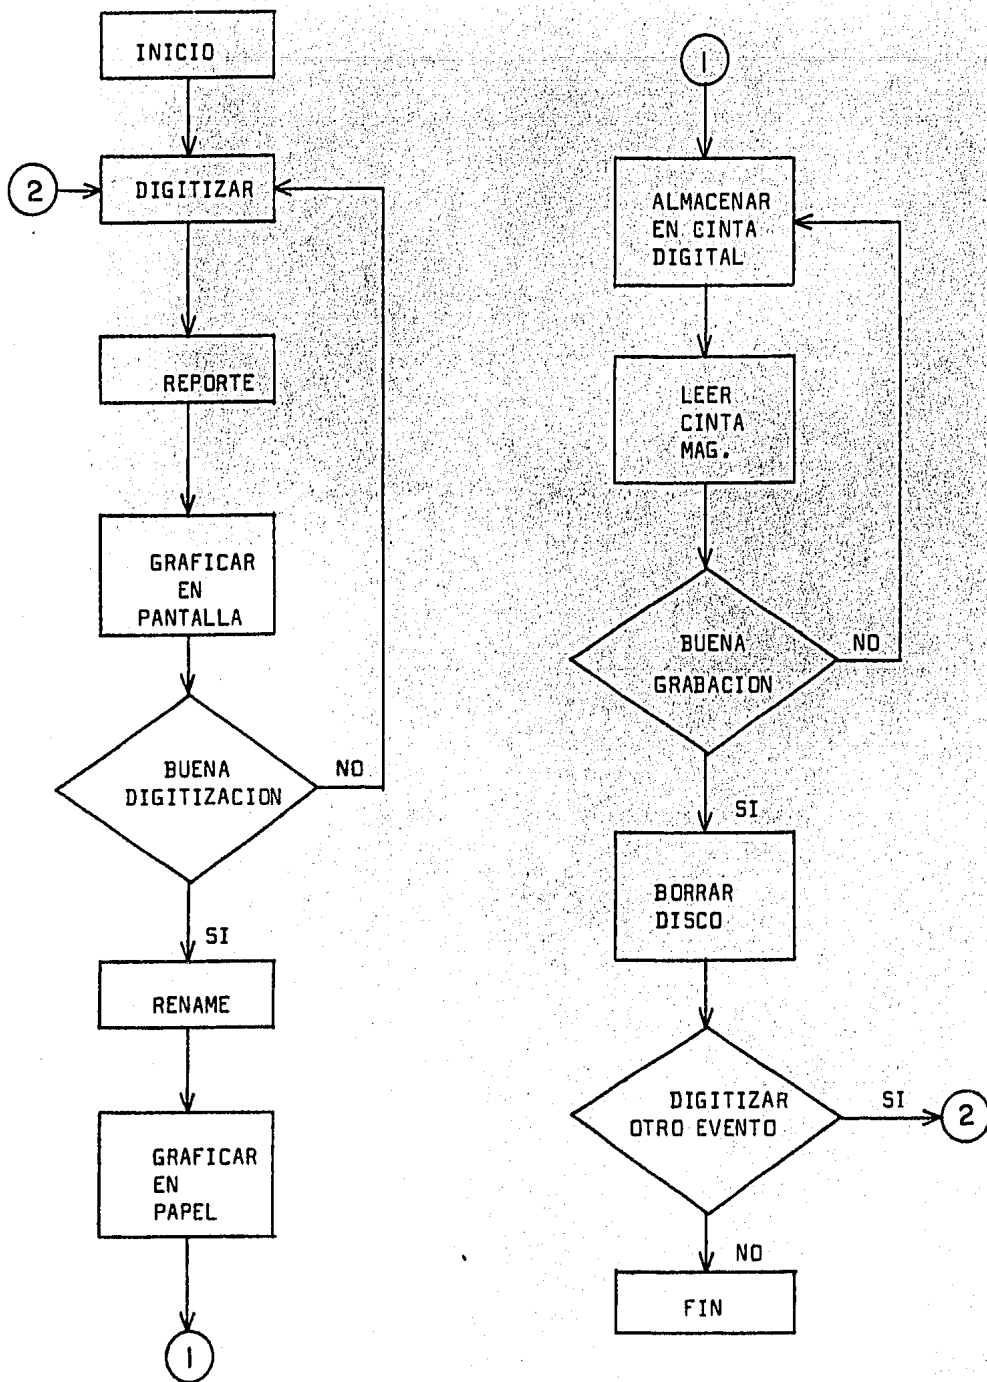 INICIO
2
DIGITIZAR
REPORTE
GRAFICAR
EN
PANTALLA
BUENA
DIGITIZACION
NO
SI
RENAME
GRAFICAR
EN
PAPEL
1
1
ALMACENAR
EN CINTA
DIGITAL
LEER
CINTA
MAG.
BUENA
GRABACION
NO
SI
BORRAR
DISCO
DIGITIZAR
OTRO EVENTO
SI
2
NO
FIN